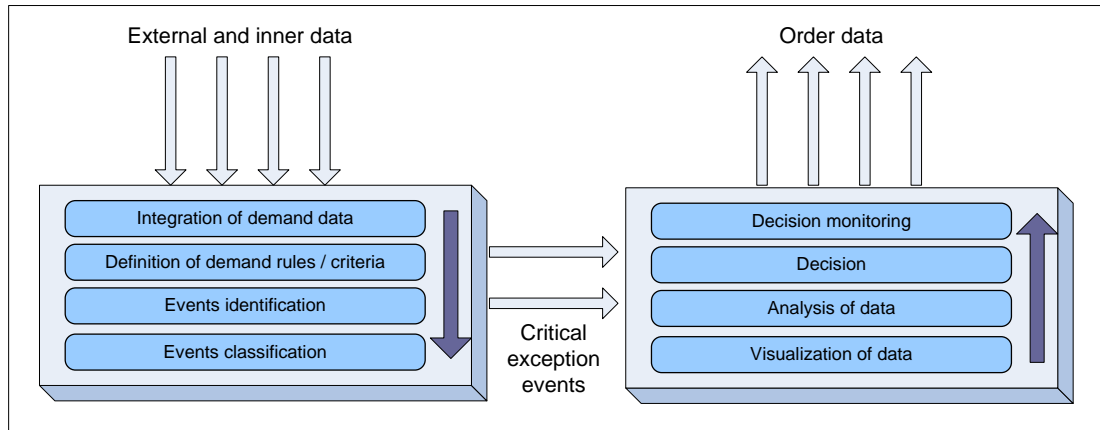 External and inner data
Order data
Integration of demand data
Definition of demand rules / criteria
Events identification
Events classification
Critical
exception
events
Decision monitoring
Decision
Analysis of data
Visualization of data